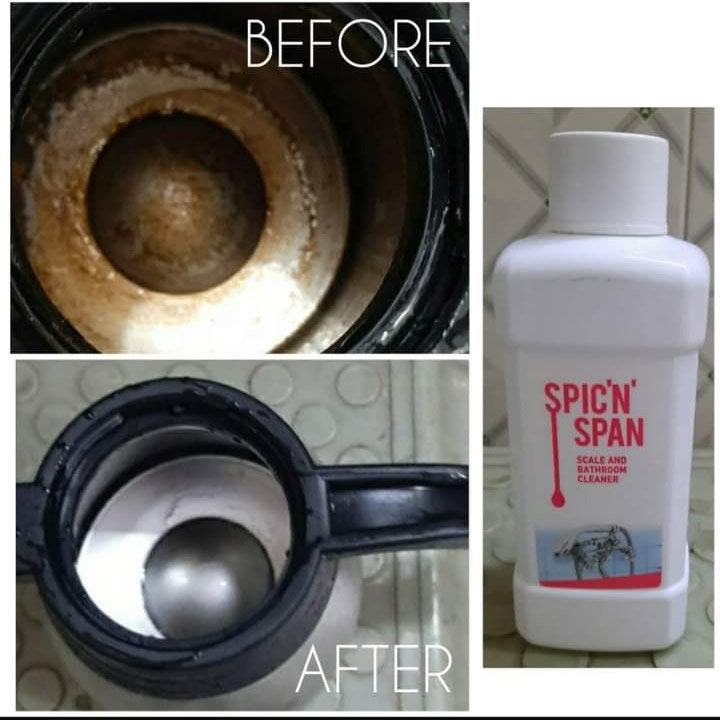 BEFORE
AFTER
SPIC'N'
SPAN
SCALE AND
BATHROOM
CLEANER